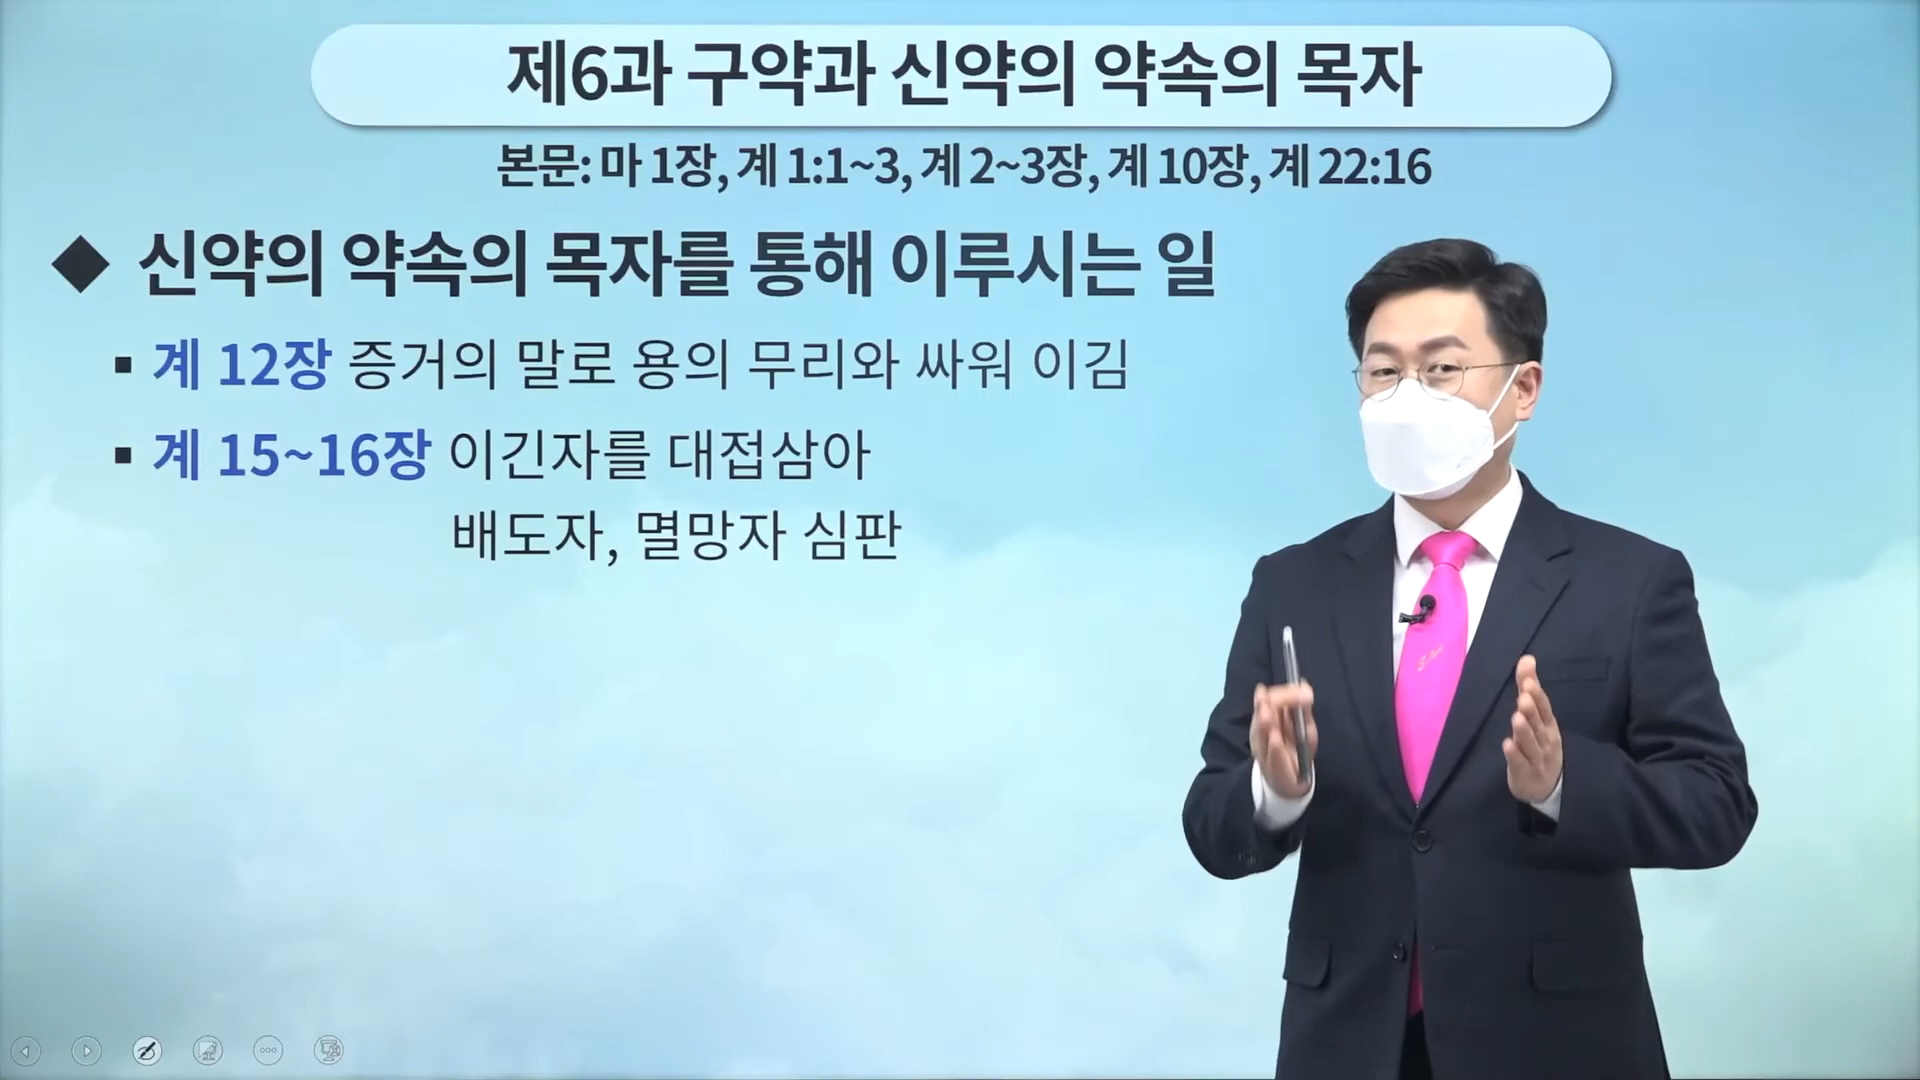 제6과 구약과 신약의 약속의 목자
본문: 마 1장, 계 1:1~3, 계 2~3장, 계 10장, 계 22:16
◆ 신약의 약속의 목자를 통해 이루시는 일
▪ 계 12장 증거의 말로 용의 무리와 싸워 이김
▪ 계 15~16장 이긴자를 대접삼아
배도자, 멸망자 심판